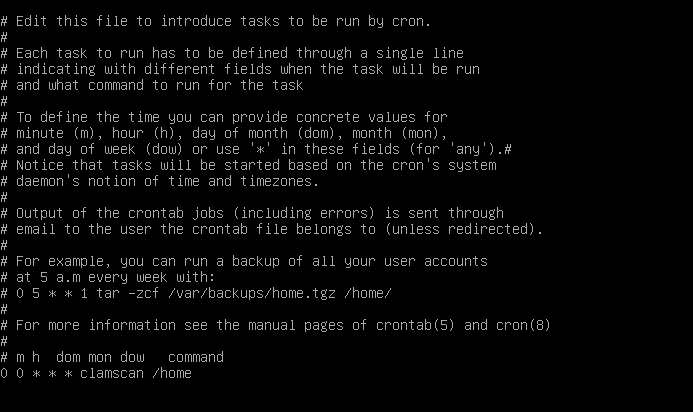 # Edit this file to introduce tasks to be run by cron.
#
# Each task to run has to be defined through a single line
# indicating with different fields when the task will be run
# and what command to run for the task
#
# To define the time you can provide concrete values for
# minute (m), hour (h), day of month (dom), month (mon),
# and day of week (dow) or use '*' in these fields (for 'any').#
# Notice that tasks will be started based on the cron's system
# daemon's notion of time and timezones.
#
# Output of the crontab jobs (including errors) is sent through
# email to the user the crontab file belongs to (unless redirected).
#
# For example, you can run a backup of all your user accounts
# at 5 a.m every week with:
# 0 5 * * 1 tar -zcf /var/backups/home.tgz /home/
#
# For more information see the manual pages of crontab(5) and cron(8)
#
# m h  dom mon dow   command
0 0 * * * clamscan /home